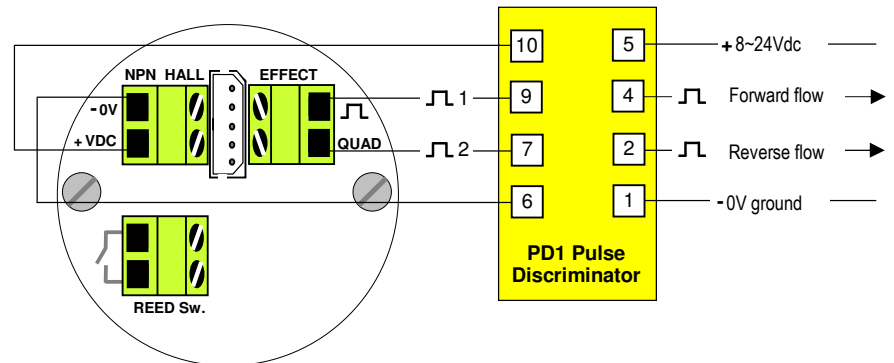 NPN HALL EFFECT
-0V
+VDC
QUAD
REED Sw.
1
2
10
9
7
6
5
4
2
1
PD1 Pulse
Discriminator
+8~24Vdc
Forward flow
Reverse flow
-0V ground